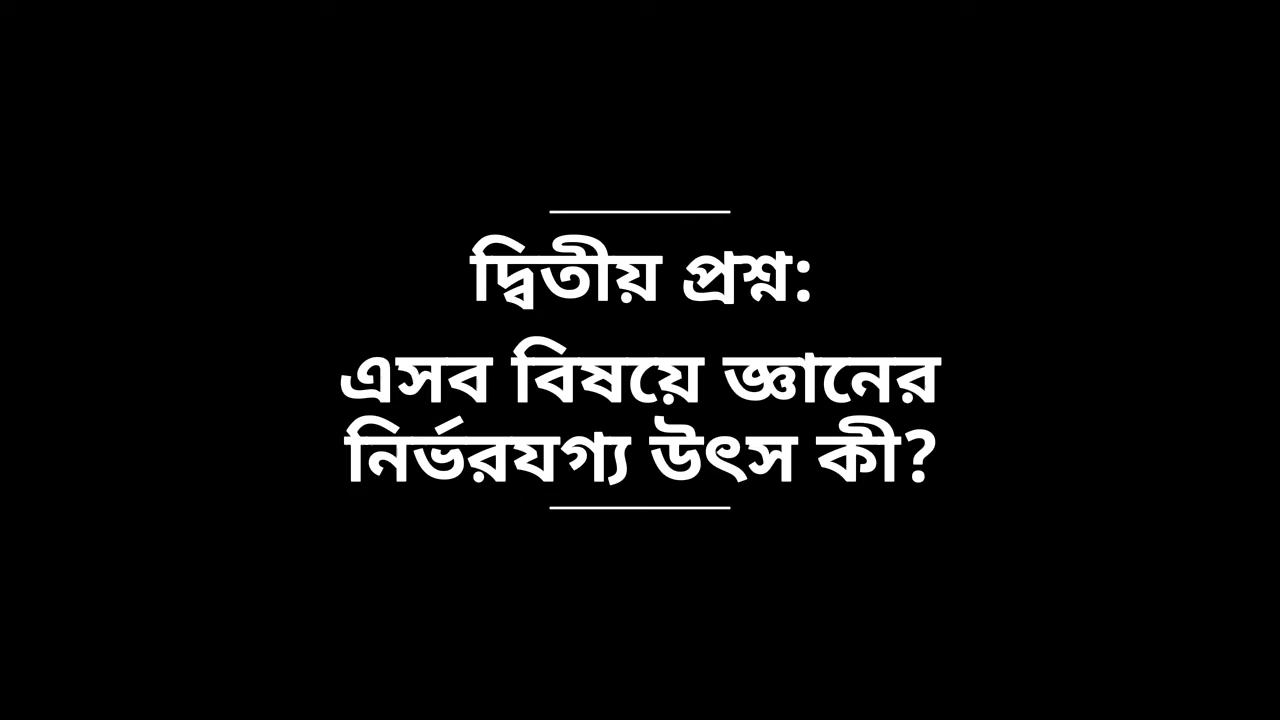 দ্বিতীয় প্রশ্ন:
এসব বিষয়ে জ্ঞানের
নির্ভরযগ্য উৎস কী?